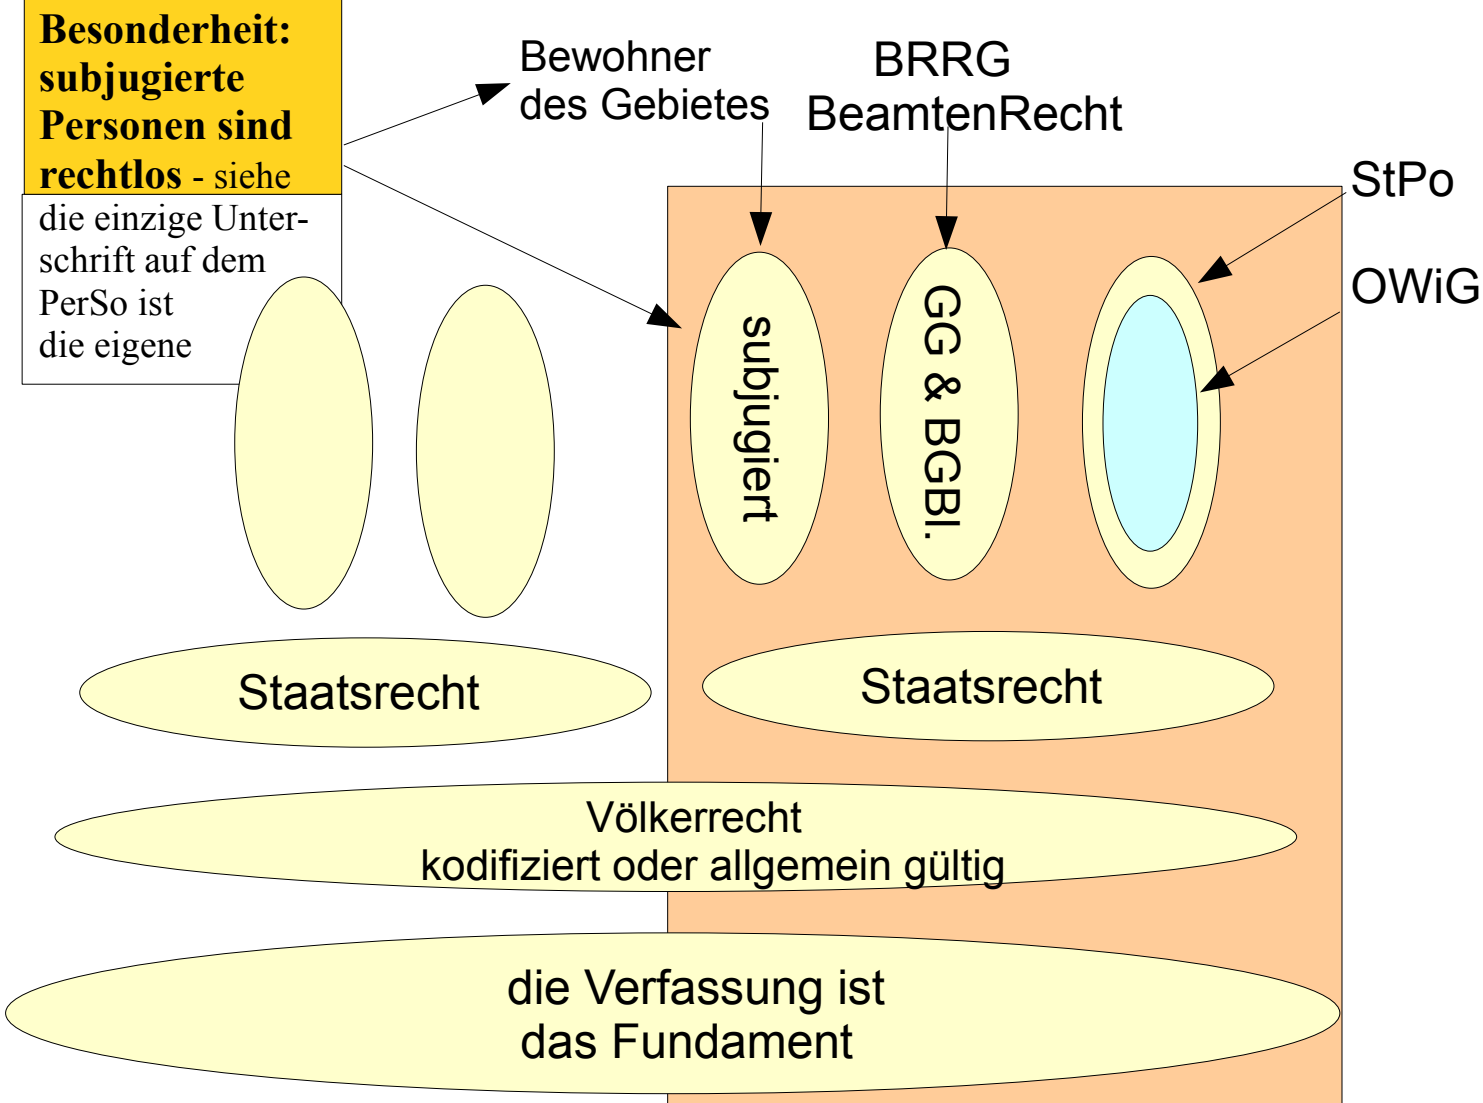 Besonderheit:
subjugierte
Personen sind
rechtlos - siehe
die einzige Unter-
schrift auf dem
PerSo ist
die eigene
Bewohner
des Gebietes
BRRG
BeamtenRecht
StPo
OWiG
subjugiert
GG & BGBl.
Staatsrecht
Staatsrecht
Völkerrecht
kodifiziert oder allgemein gültig
die Verfassung ist
das Fundament